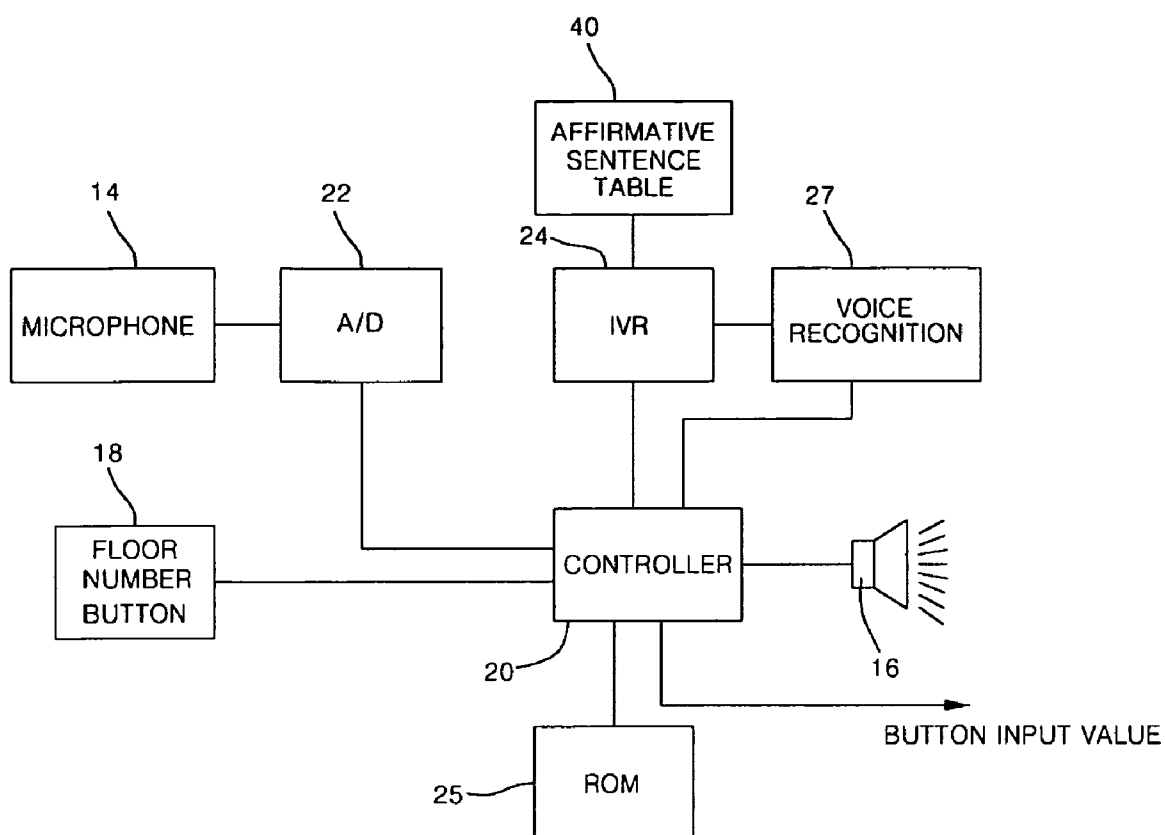 40
AFFIRMATIVE
SENTENCE
TABLE
14
22
24
27
MICROPHONE
A/D
IVR
VOICE
RECOGNITION
18
FLOOR
NUMBER
BUTTON
CONTROLLER
20
16
BUTTON INPUT VALUE
25
ROM